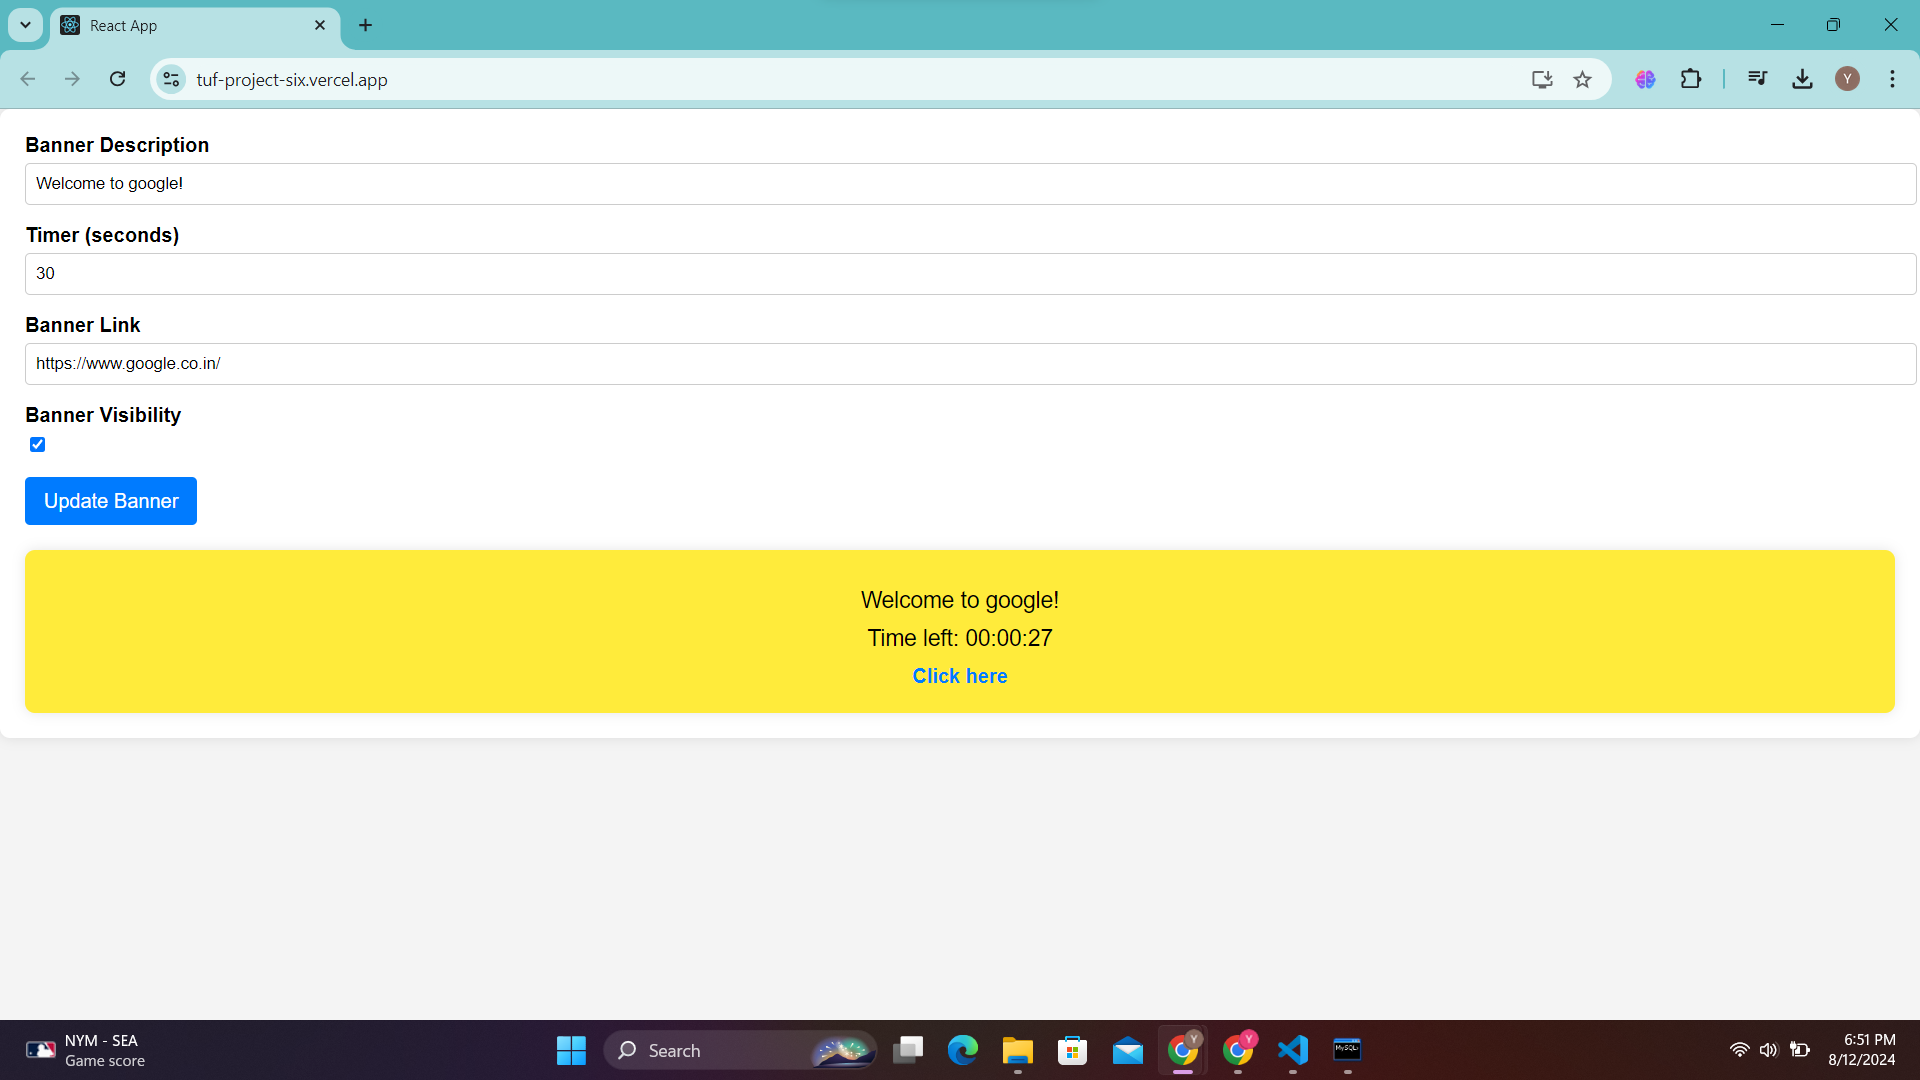 React App
tuf-project-six.vercel.app
Y
Banner Description
Welcome to google!
Timer (seconds)
30
Banner Link
https://www.google.co.in/
Banner Visibility
Update Banner
Welcome to google!
Time left: 00:00:27
Click here
NYM - SEA
Game score
Search
Y
Y
MySQL
6:51 PM
8/12/2024